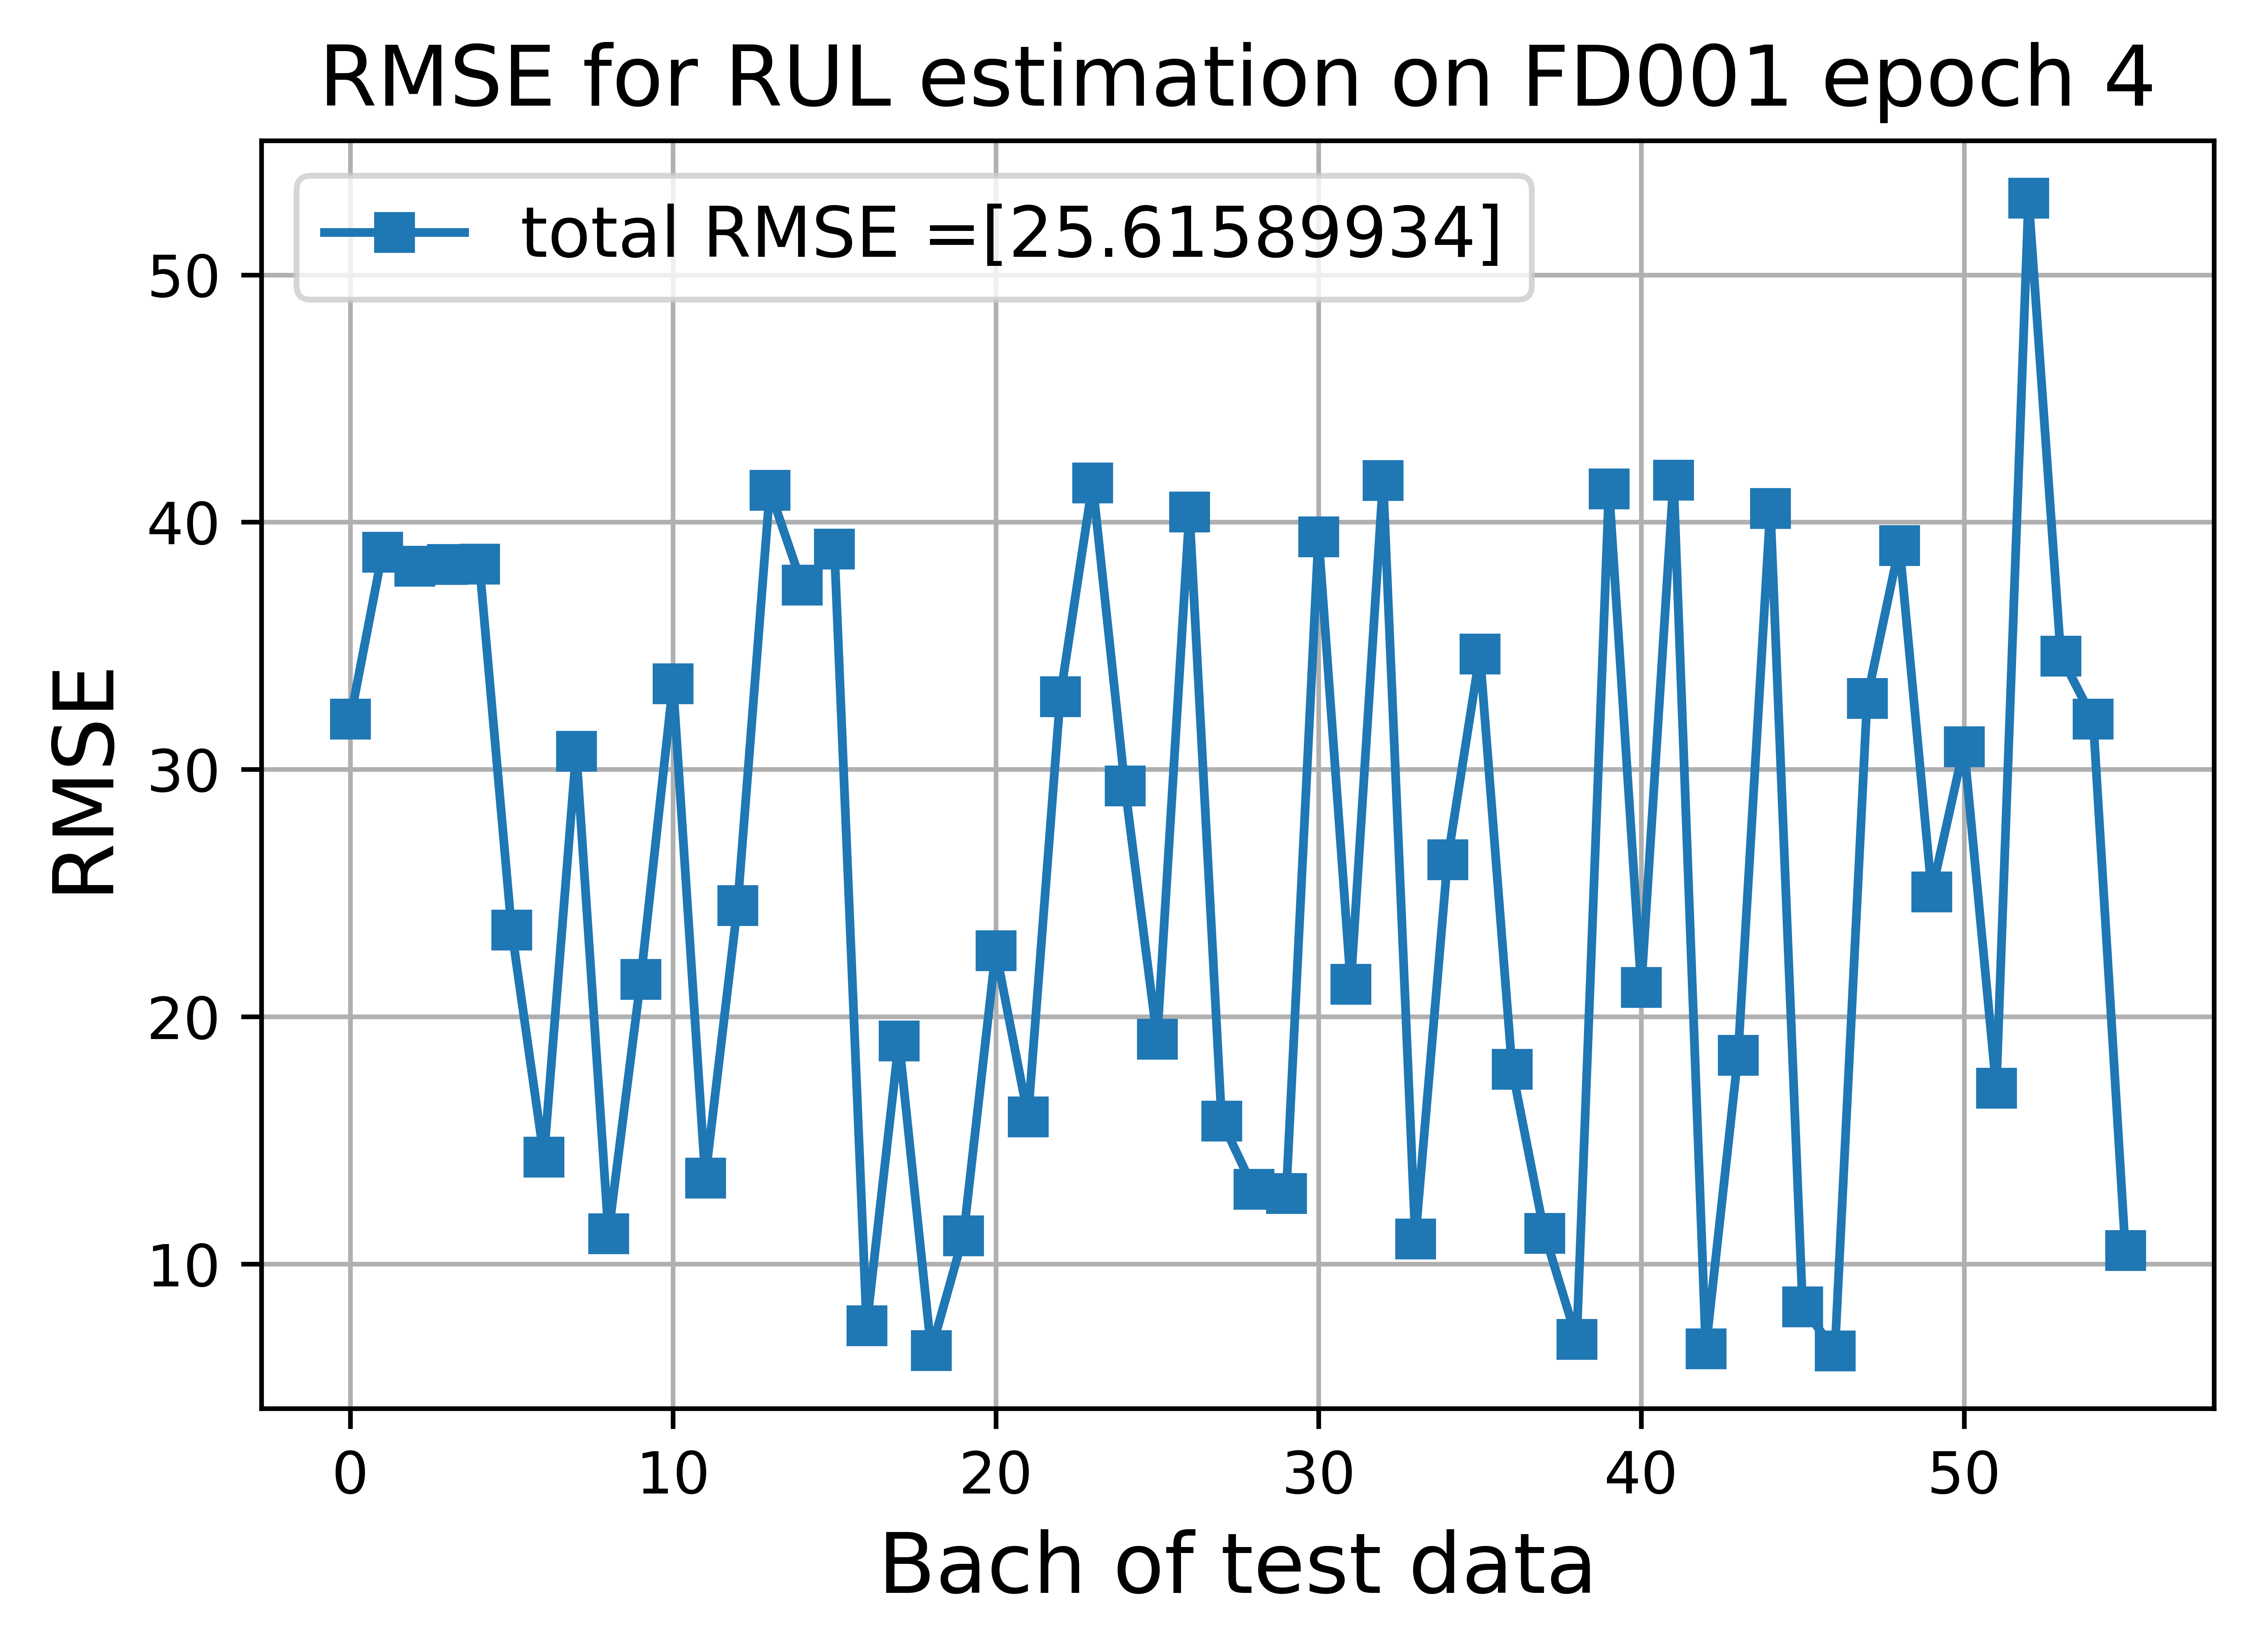 RMSE for RUL estimation on FD001 epoch 4
total RMSE =[25.61589934]
50
40
30
20
10
RMSE
0 10 20 30 40 50
Bach of test data